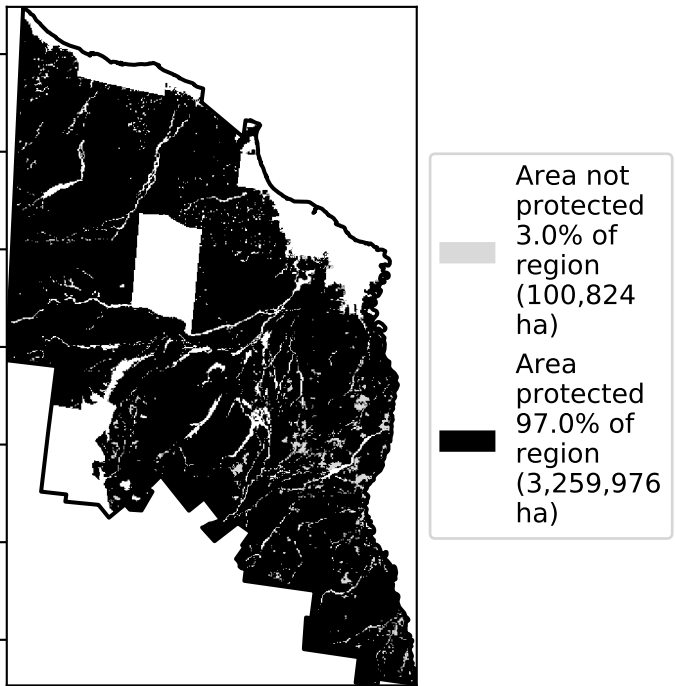 Area not
protected
3.0% of
region
(100,824
ha)
Area
protected
97.0% of
region
(3,259,976
ha)